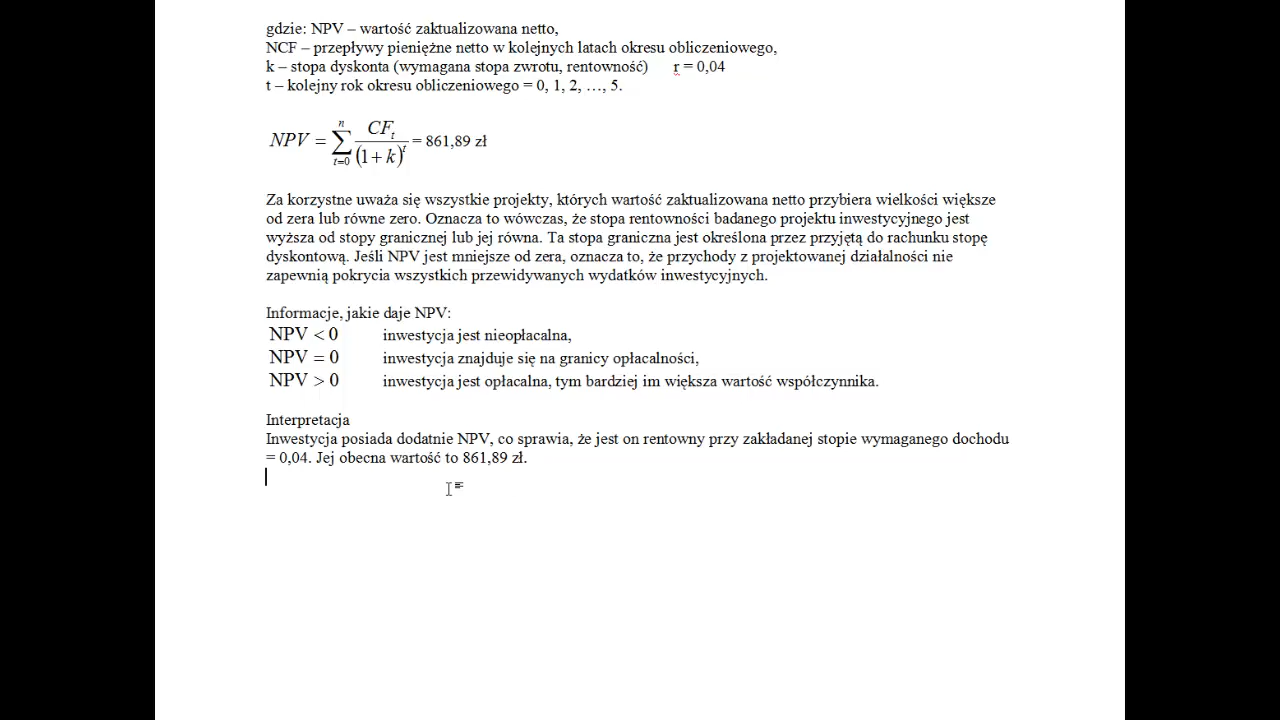 gdzie: NPV – wartość zaktualizowana netto,
NCF – przepływy pieniężne netto w kolejnych latach okresu obliczeniowego,
k – stopa dyskonta (wymagana stopa zwrotu, rentowność) r = 0,04
t – kolejny rok okresu obliczeniowego = 0, 1, 2, …, 5.
NPV = ∑_{t=0}^{n} CF_t / (1 + k)^t = 861,89 zł
Za korzystne uważa się wszystkie projekty, których wartość zaktualizowana netto przybiera wielkości większe
od zera lub równe zero. Oznacza to wówczas, że stopa rentowności badanego projektu inwestycyjnego jest
wyższa od stopy granicznej lub jej równa. Ta stopa graniczna jest określona przez przyjętą do rachunku stopę
dyskontową. Jeśli NPV jest mniejsze od zera, oznacza to, że przychody z projektowanej działalności nie
zapewnią pokrycia wszystkich przewidywanych wydatków inwestycyjnych.
Informacje, jakie daje NPV:
NPV < 0 inwestycja jest nieopłacalna,
NPV = 0 inwestycja znajduje się na granicy opłacalności,
NPV > 0 inwestycja jest opłacalna, tym bardziej im większa wartość współczynnika.
Interpretacja
Inwestycja posiada dodatnie NPV, co sprawia, że jest on rentowny przy zakładanej stopie wymaganego dochodu
= 0,04. Jej obecna wartość to 861,89 zł.